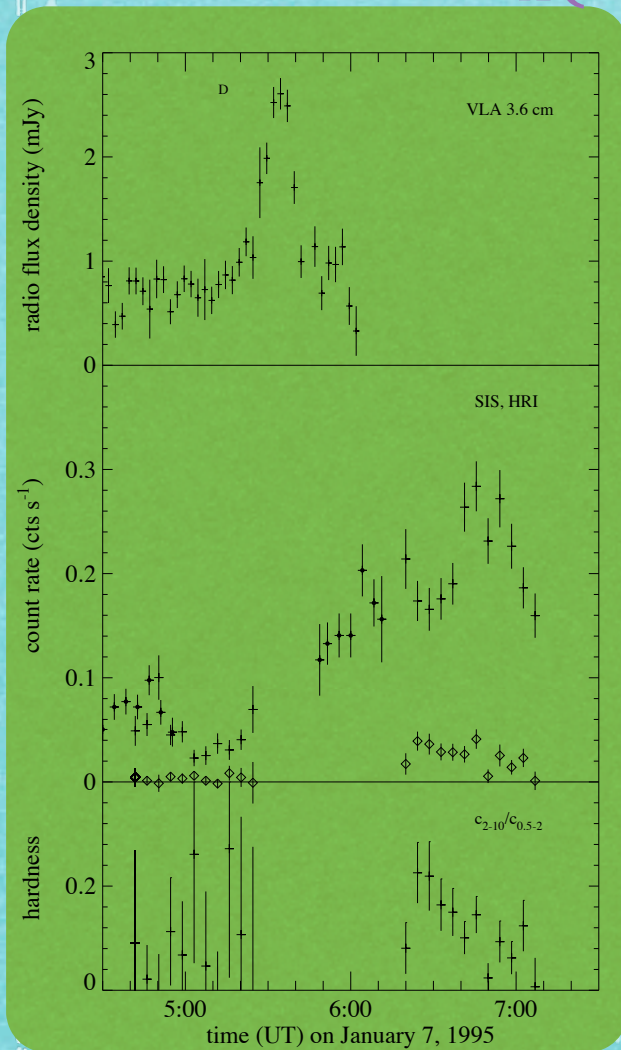 3
D
VLA 3.6 cm
2
1
0
radio flux density (mJy)
SIS, HRI
0.3
0.2
0.1
0
count rate (cts s-1)
c2-10/c0.5-2
0.2
0
hardness
5:00 6:00 7:00
time (UT) on January 7, 1995